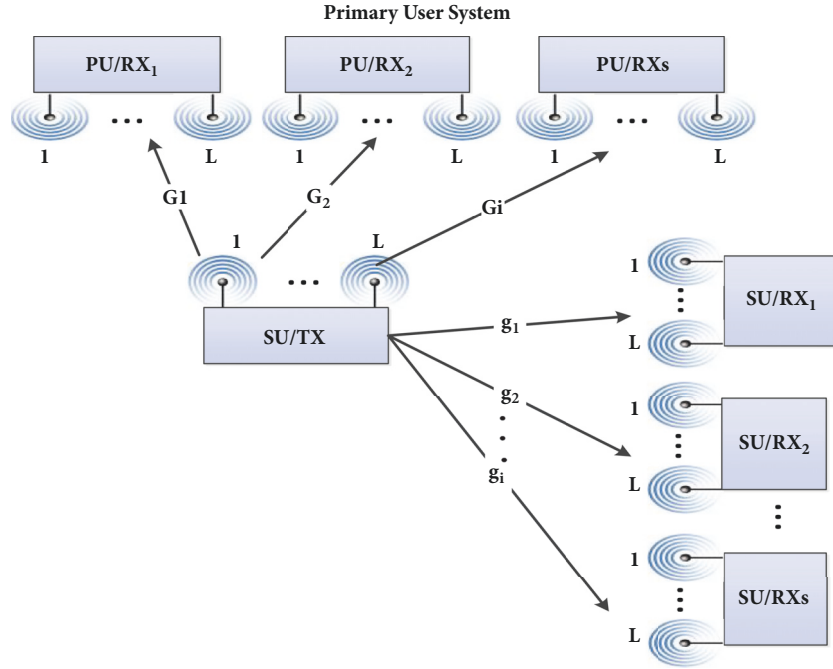 Primary User System
PU/RX₁
PU/RX₂
PU/RXs
1
L
1
L
1
L
G1
G₂
Gi
1
L
SU/TX
g₁
g₂
gᵢ
1
L
SU/RX₁
1
L
SU/RX₂
1
L
SU/RXs